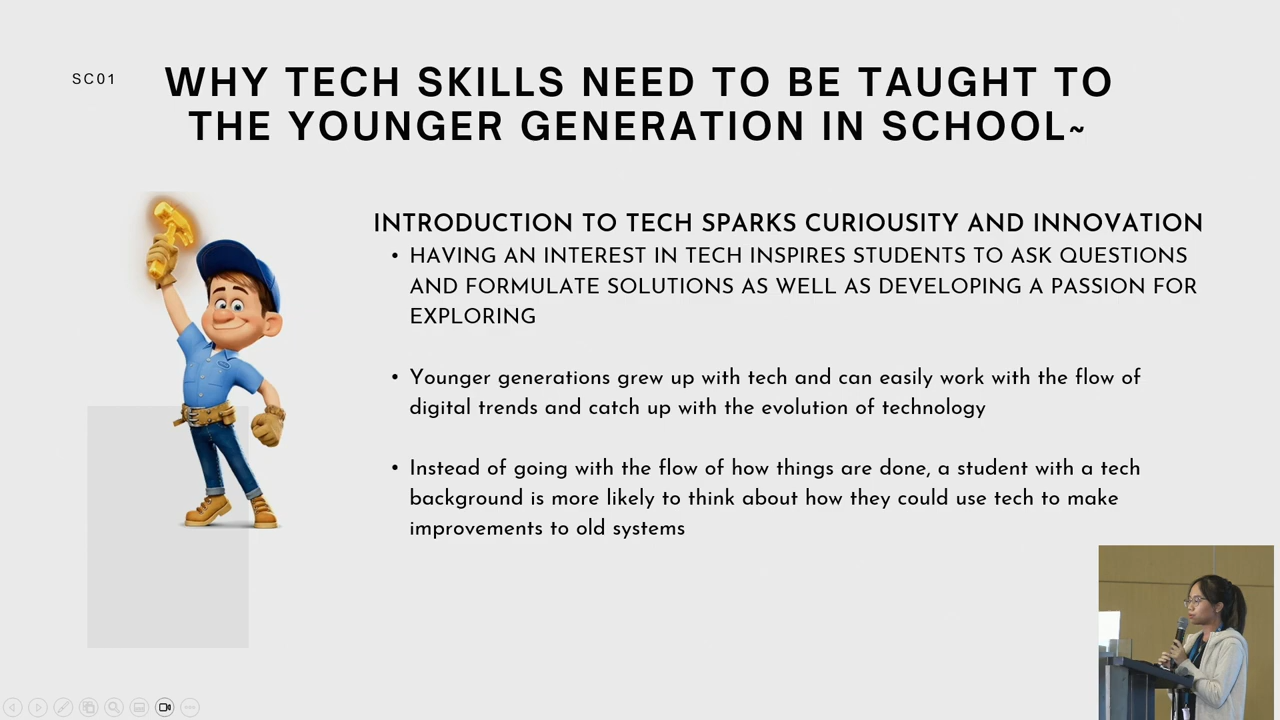 SC01
WHY TECH SKILLS NEED TO BE TAUGHT TO
THE YOUNGER GENERATION IN SCHOOL~
INTRODUCTION TO TECH SPARKS CURIOUSITY AND INNOVATION
• HAVING AN INTEREST IN TECH INSPIRES STUDENTS TO ASK QUESTIONS
AND FORMULATE SOLUTIONS AS WELL AS DEVELOPING A PASSION FOR
EXPLORING
• Younger generations grew up with tech and can easily work with the flow of
digital trends and catch up with the evolution of technology
• Instead of going with the flow of how things are done, a student with a tech
background is more likely to think about how they could use tech to make
improvements to old systems